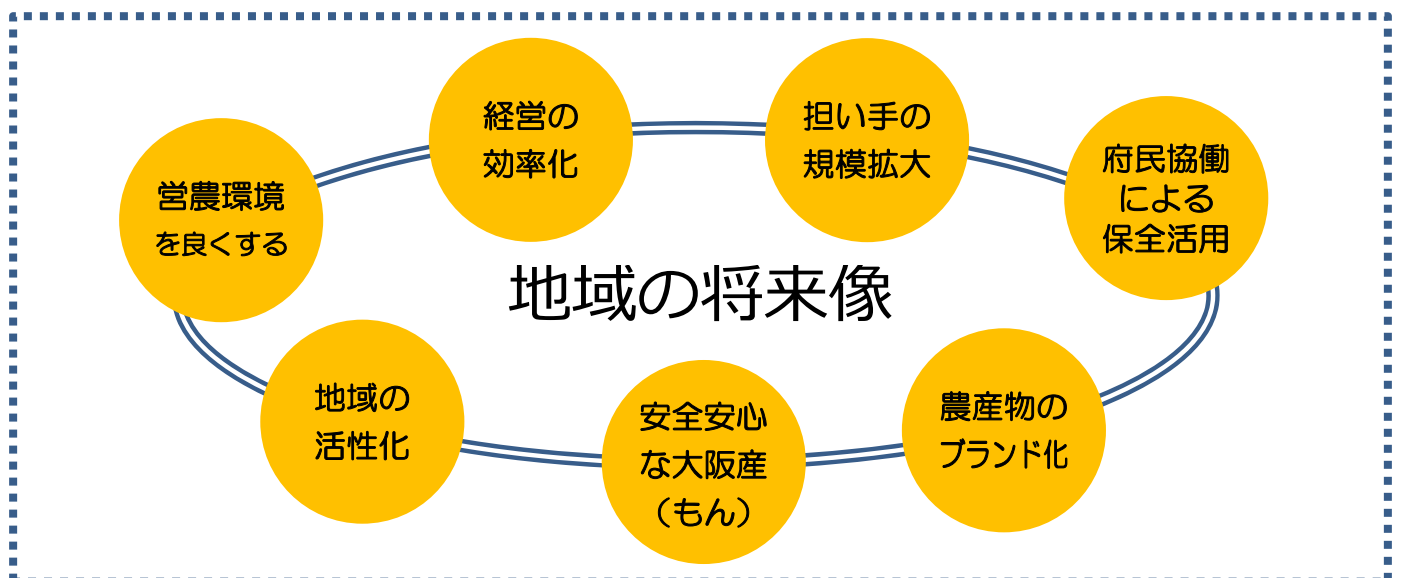 経営の
効率化
担い手の
規模拡大
府民協働
による
保全活用
営農環境
を良くする
地域の将来像
地域の
活性化
安全安心
な大阪産
（もん）
農産物の
ブランド化